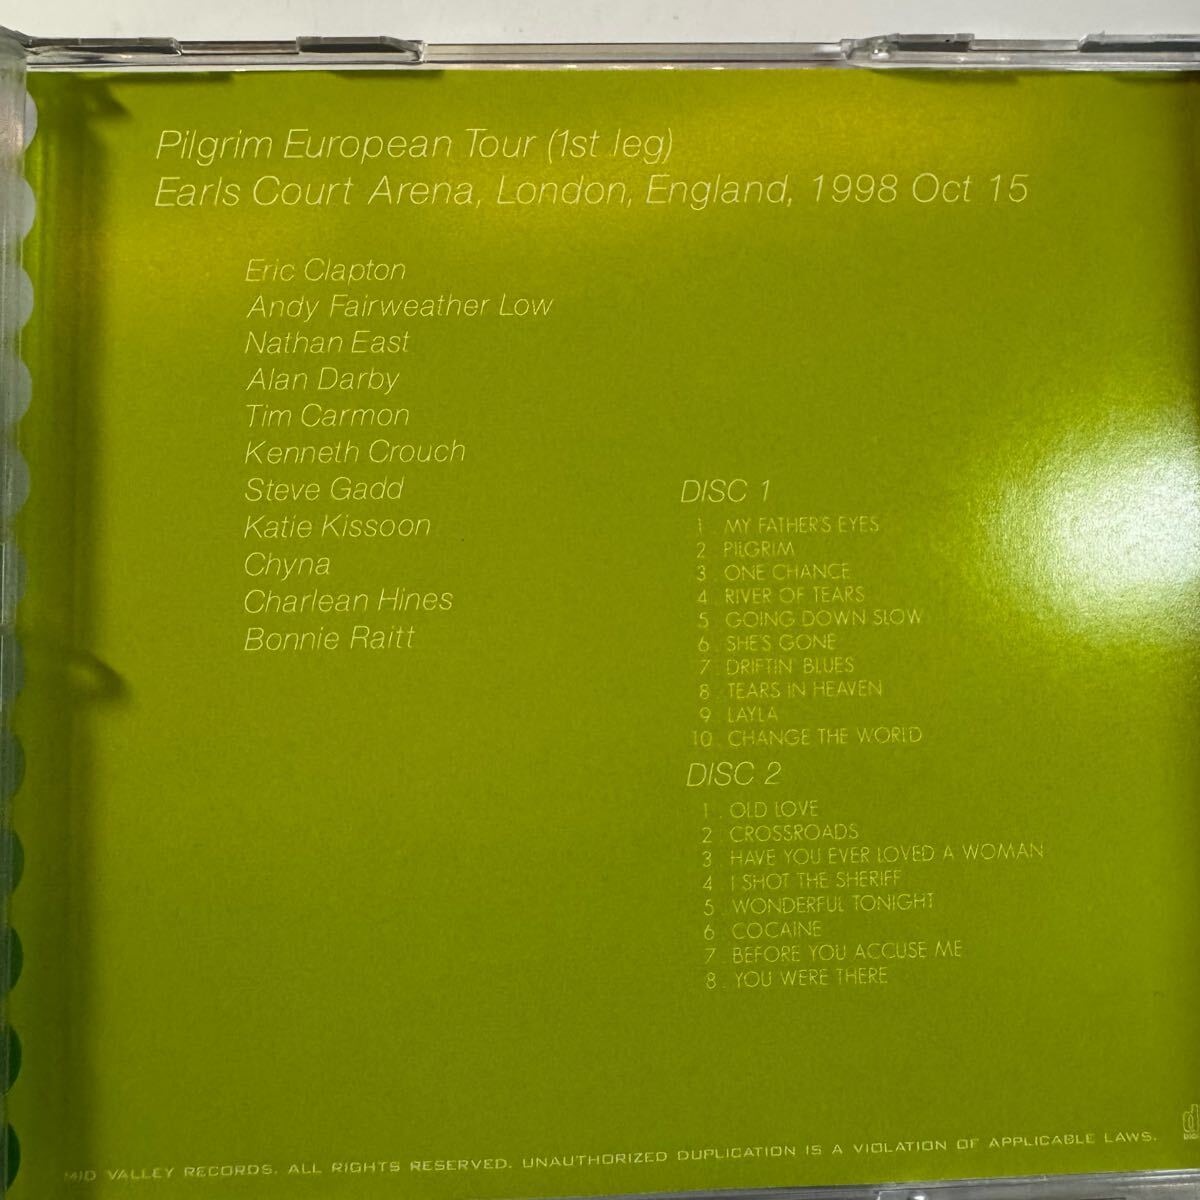 Pilgrim European Tour (1st leg)
Earls Court Arena, London, England, 1998 Oct 15
Eric Clapton
Andy Fairweather Low
Nathan East
Alan Darby
Tim Carmon
Kenneth Crouch
Steve Gadd
Katie Kissoon
Chyna
Charlean Hines
Bonnie Raitt
DISC 1
1 . MY FATHER'S EYES
2 . PILGRIM
3 . ONE CHANCE
4 . RIVER OF TEARS
5 . GOING DOWN SLOW
6 . SHE'S GONE
7 . DRIFTIN' BLUES
8 . TEARS IN HEAVEN
9 . LAYLA
10 . CHANGE THE WORLD
DISC 2
1 . OLD LOVE
2 . CROSSROADS
3 . HAVE YOU EVER LOVED A WOMAN
4 . I SHOT THE SHERIFF
5 . WONDERFUL TONIGHT
6 . COCAINE
7 . BEFORE YOU ACCUSE ME
8 . YOU WERE THERE
MID VALLEY RECORDS. ALL RIGHTS RESERVED. UNAUTHORIZED DUPLICATION IS A VIOLATION OF APPLICABLE LAWS.